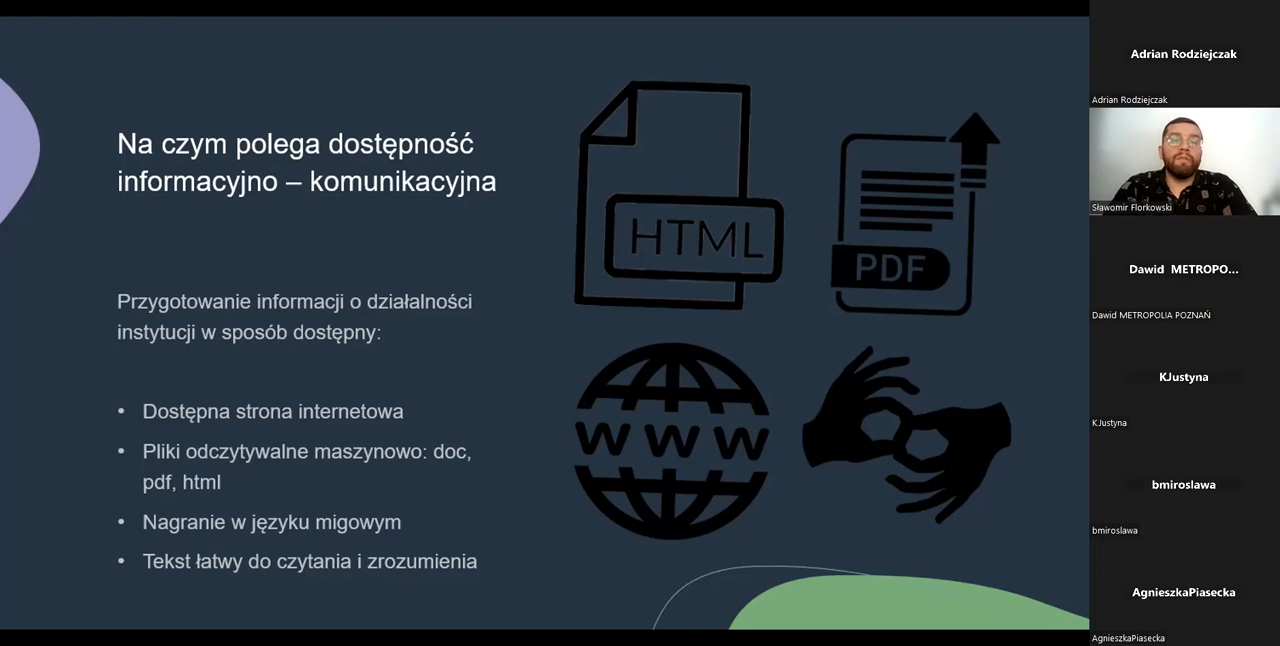 Na czym polega dostępność
informacyjno – komunikacyjna
Przygotowanie informacji o działalności
instytucji w sposób dostępny:
• Dostępna strona internetowa
• Pliki odczytywalne maszynowo: doc,
pdf, html
• Nagranie w języku migowym
• Tekst łatwy do czytania i zrozumienia
HTML
PDF
WWW
Adrian Rodziejczak
Adrian Rodziejczak
Sławomir Florkowski
Dawid METROPO...
Dawid METROPOLIA POZNAŃ
KJustyna
KJustyna
bmiroslawa
bmiroslawa
AgnieszkaPiasecka
AgnieszkaPiasecka